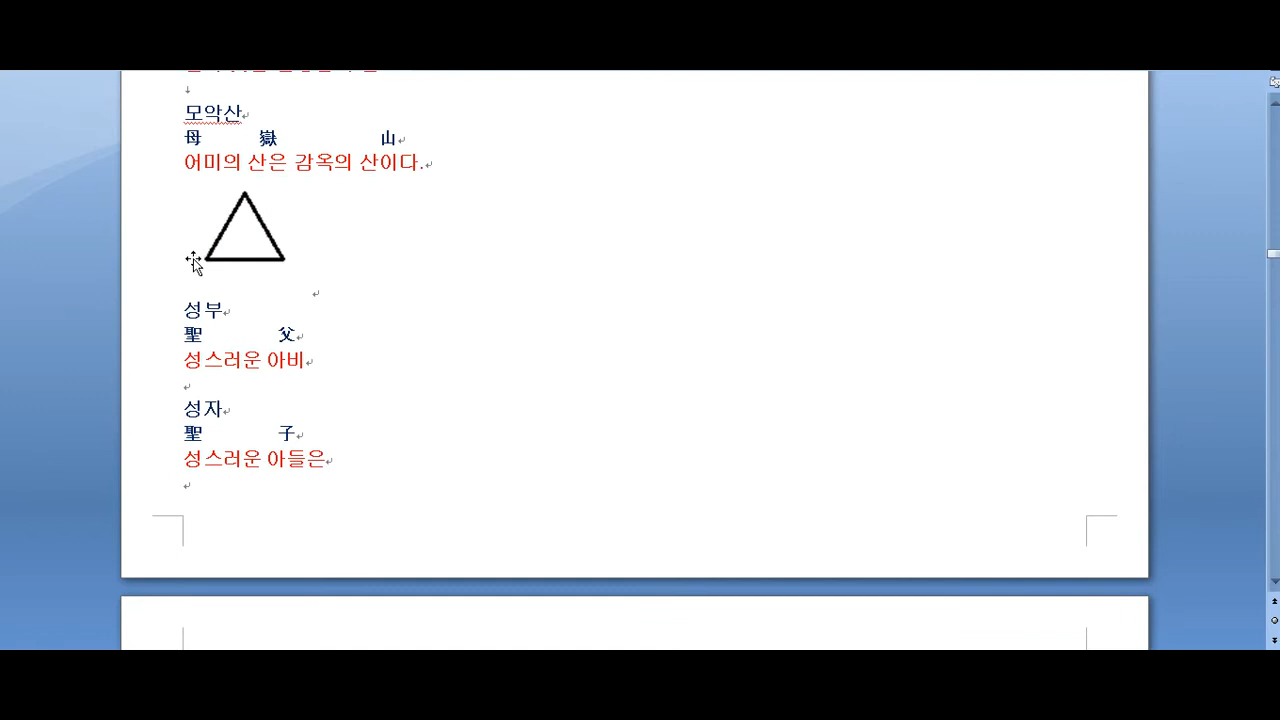 모악산
母 嶽 山
어미의 산은 감옥의 산이다.
성부
聖 父
성스러운 아비
성자
聖 子
성스러운 아들은